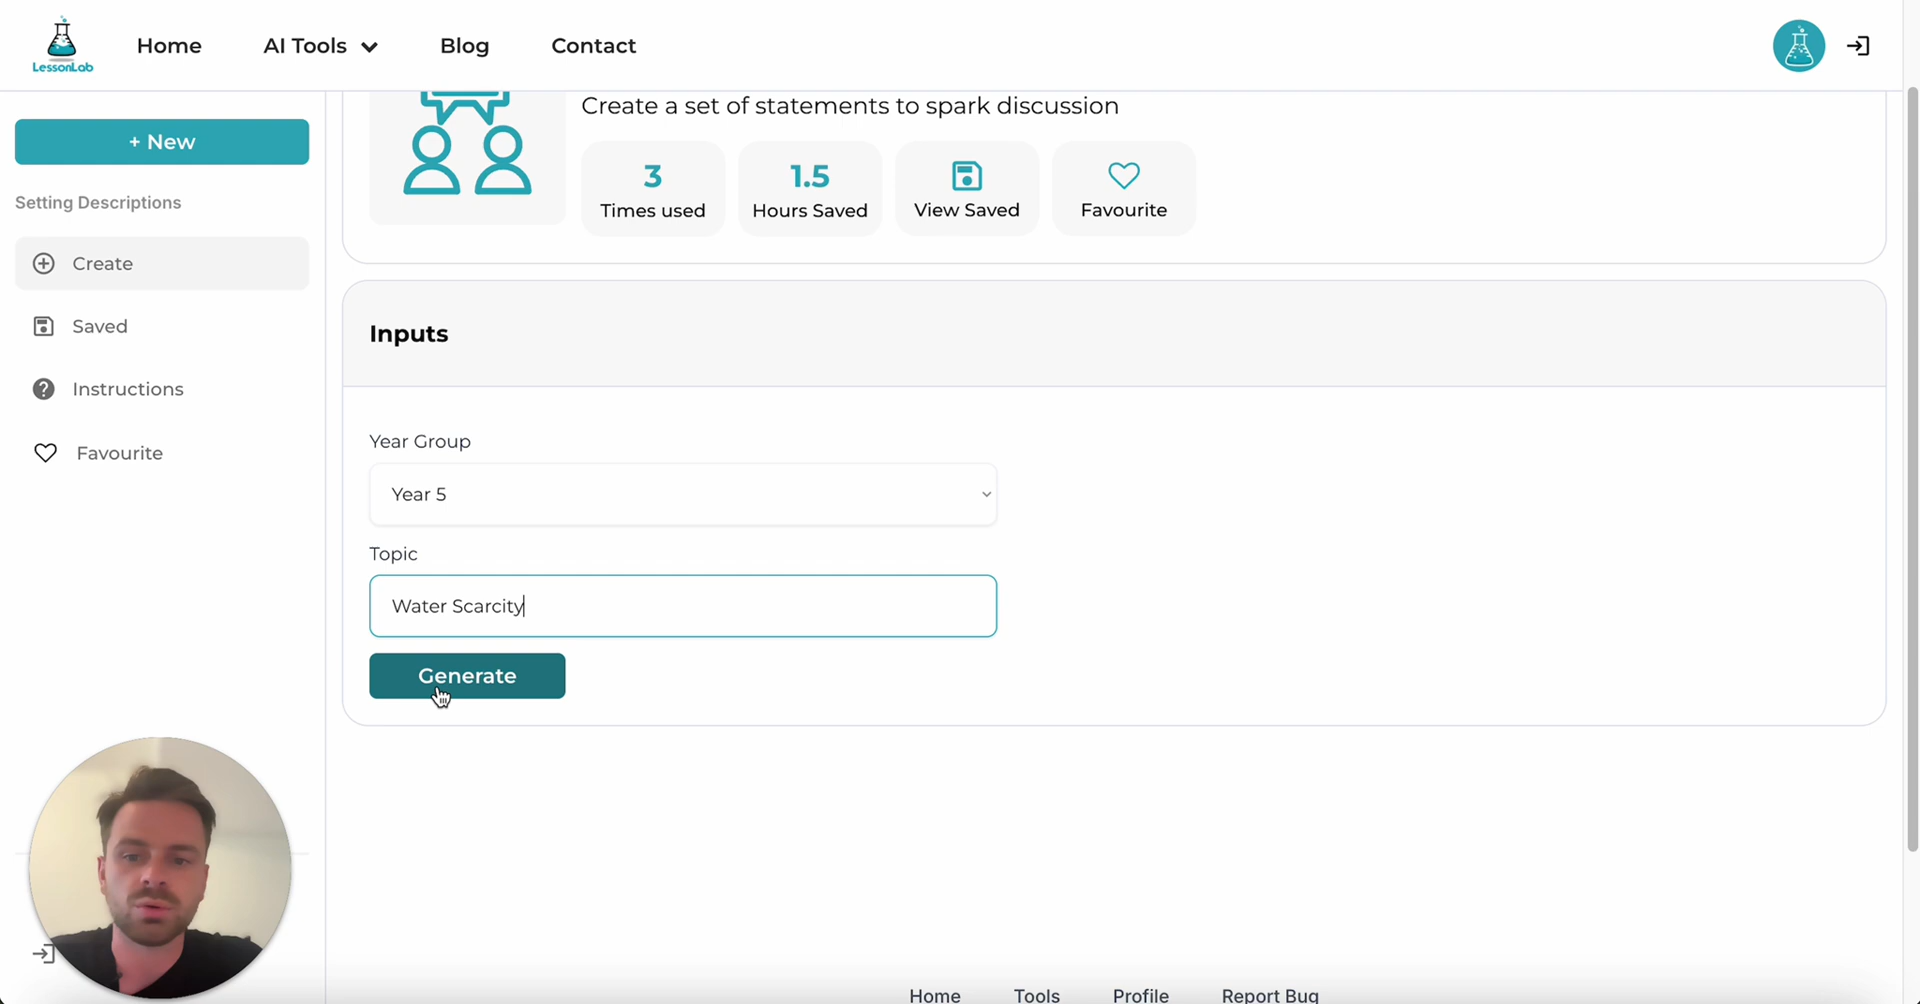 LessonLab
Home
AI Tools
Blog
Contact
+ New
Setting Descriptions
Create
Saved
Instructions
Favourite
Create a set of statements to spark discussion
3
Times used
1.5
Hours Saved
View Saved
Favourite
Inputs
Year Group
Year 5
Topic
Water Scarcity
Generate
Home
Tools
Profile
Report Bug